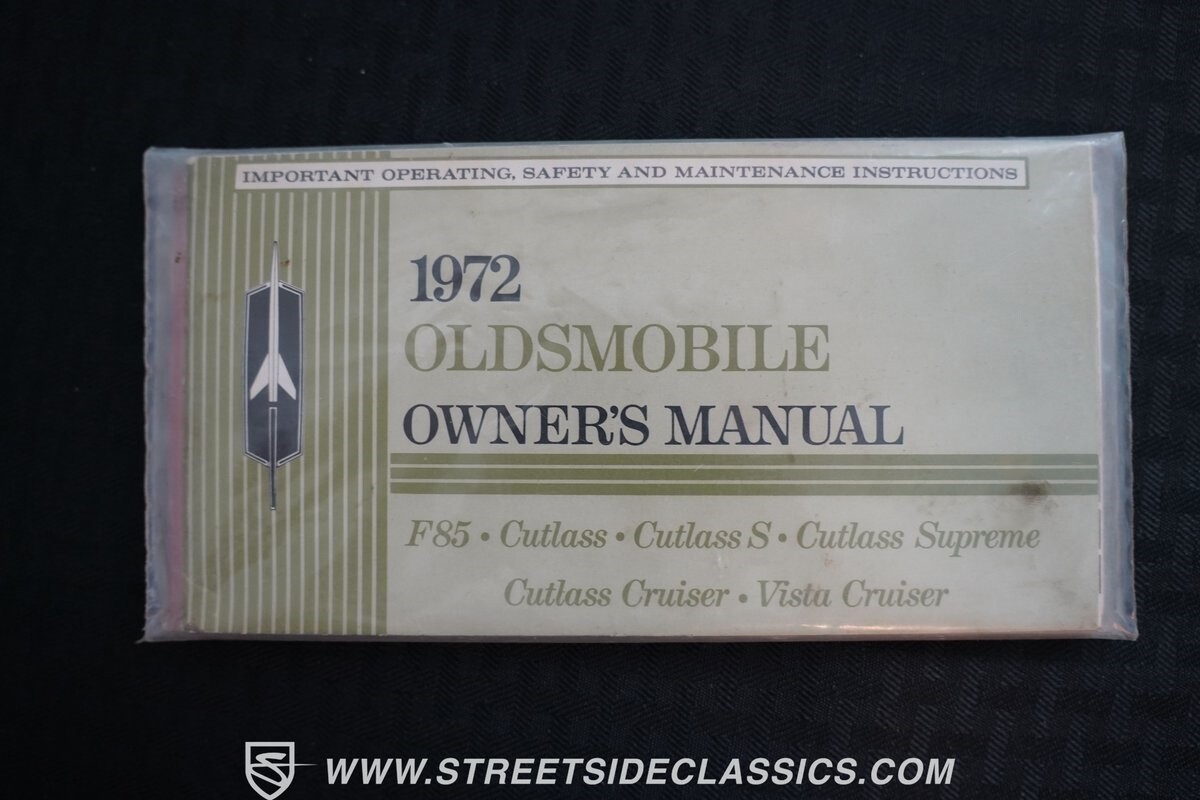 IMPORTANT OPERATING, SAFETY AND MAINTENANCE INSTRUCTIONS
1972
OLDSMOBILE
OWNER'S MANUAL
F85 • Cutlass • Cutlass S • Cutlass Supreme
Cutlass Cruiser • Vista Cruiser
WWW.STREETSIDECLASSICS.COM